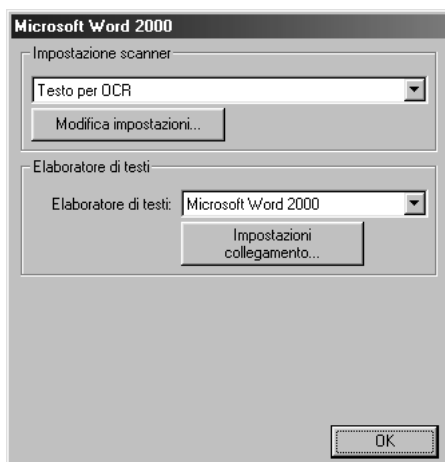 Microsoft Word 2000
Impostazione scanner
Testo per OCR
Modifica impostazioni...
Elaboratore di testi
Elaboratore di testi: Microsoft Word 2000
Impostazioni
collegamento...
OK